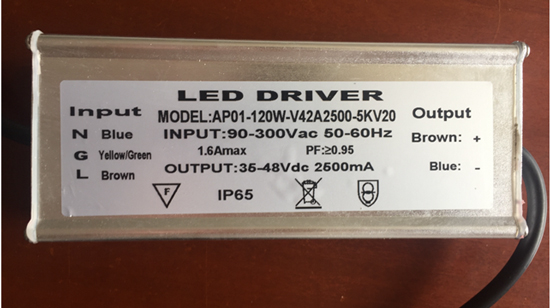 LED DRIVER
Input
MODEL:AP01-120W-V42A2500-5KV20
Output
N Blue
INPUT:90-300Vac 50-60Hz
Brown: +
G Yellow/Green
1.6Amax PF:≥0.95
L Brown
OUTPUT:35-48Vdc 2500mA
Blue: -
F
IP65